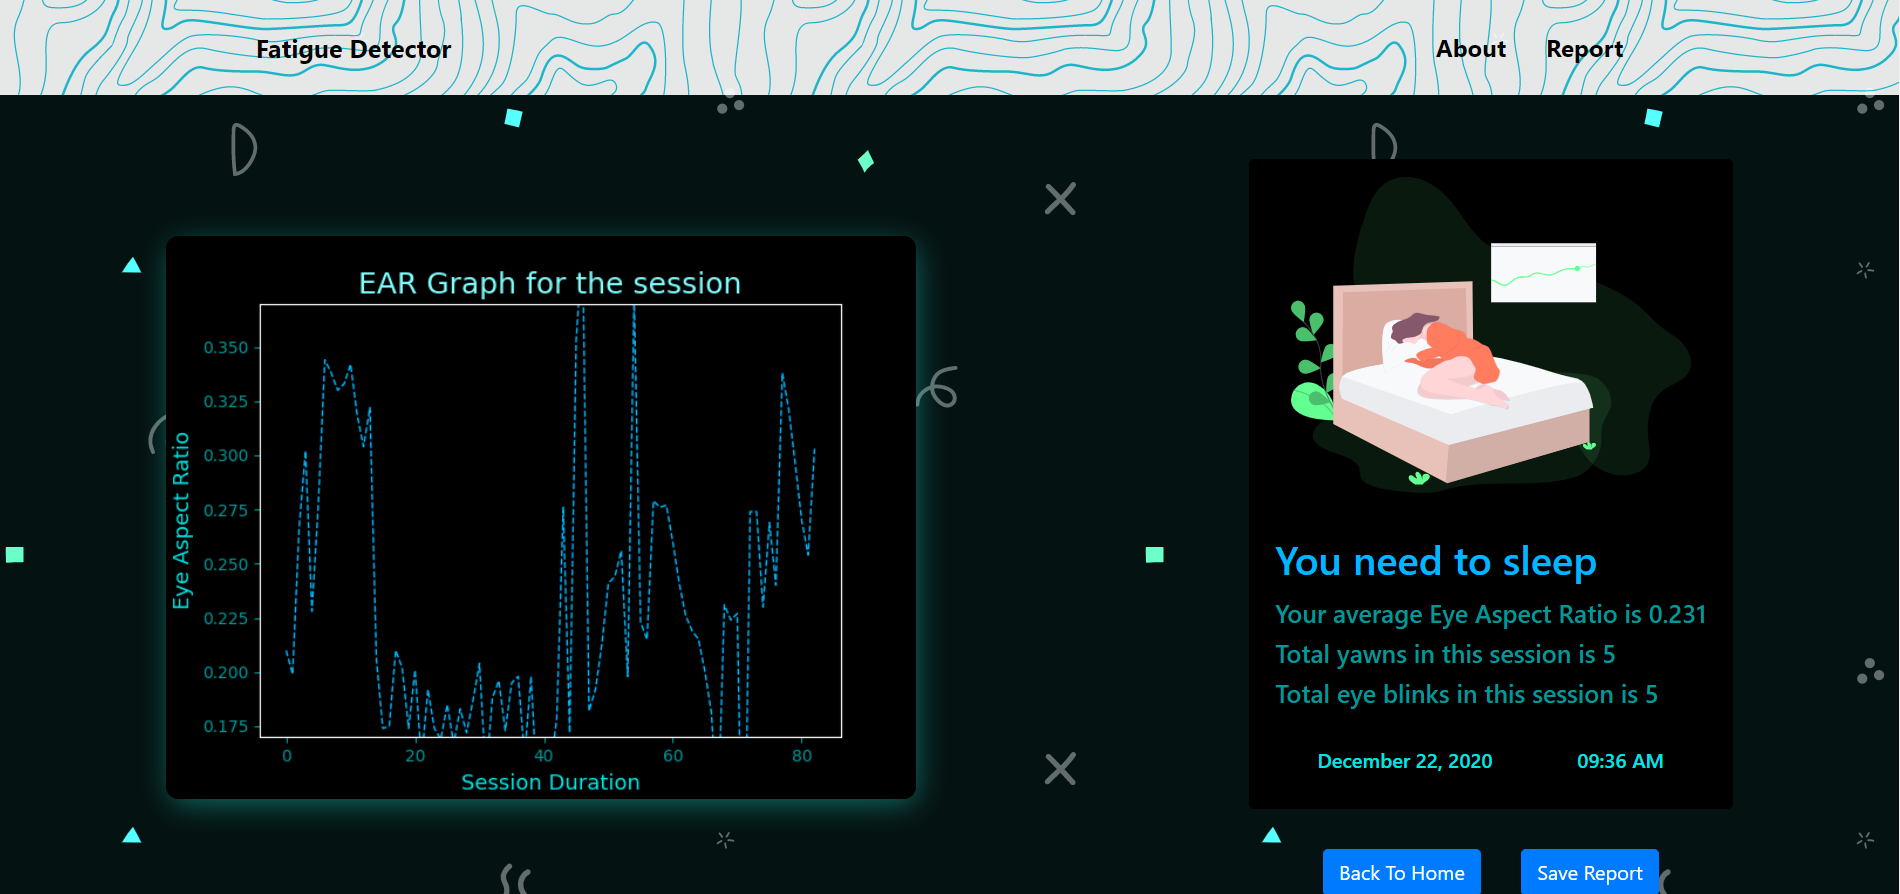 Fatigue Detector
About
Report
EAR Graph for the session
Eye Aspect Ratio
0.350
0.325
0.300
0.275
0.250
0.225
0.200
0.175
0 20 40 60 80
Session Duration
You need to sleep
Your average Eye Aspect Ratio is 0.231
Total yawns in this session is 5
Total eye blinks in this session is 5
December 22, 2020
09:36 AM
Back To Home
Save Report